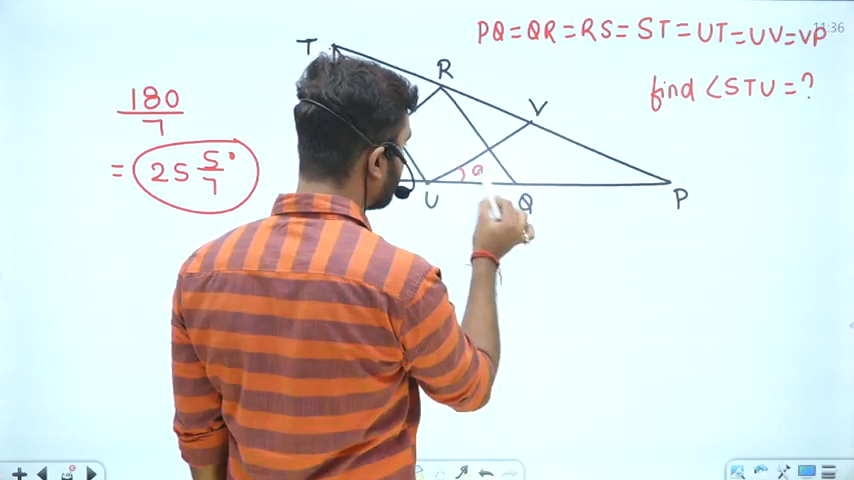 11:36
PQ=QR=RS=ST=UT=UV=VP
find ∠STU=?
180
7
= 25 5/7°
T
R
V
a
U
Q
P